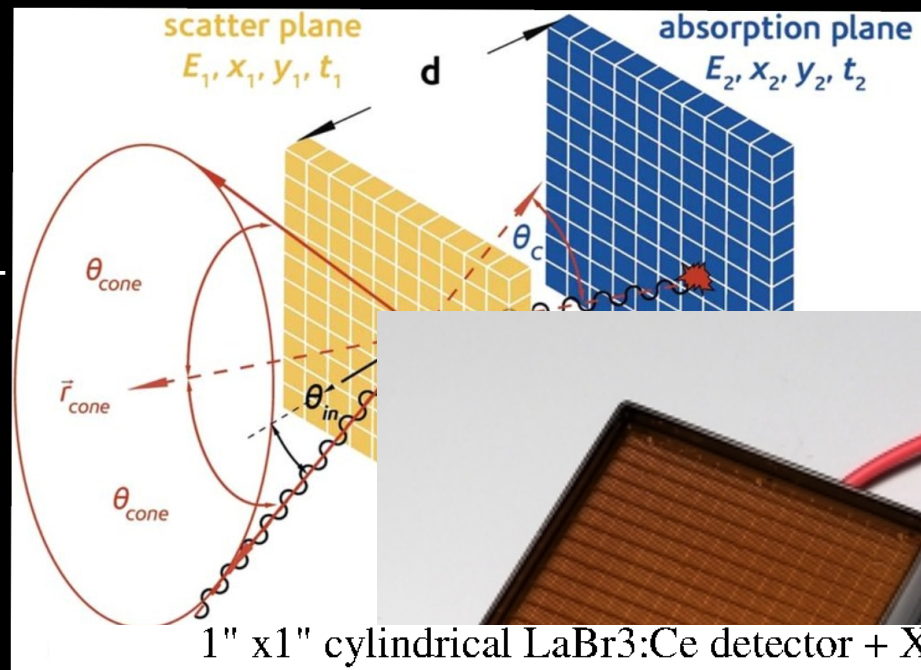 scatter plane
E₁, x₁, y₁, t₁
d
absorption plane
E₂, x₂, y₂, t₂
θc
θcone
r⃗cone
θin
θcone
1" x1" cylindrical LaBr3:Ce detector + X